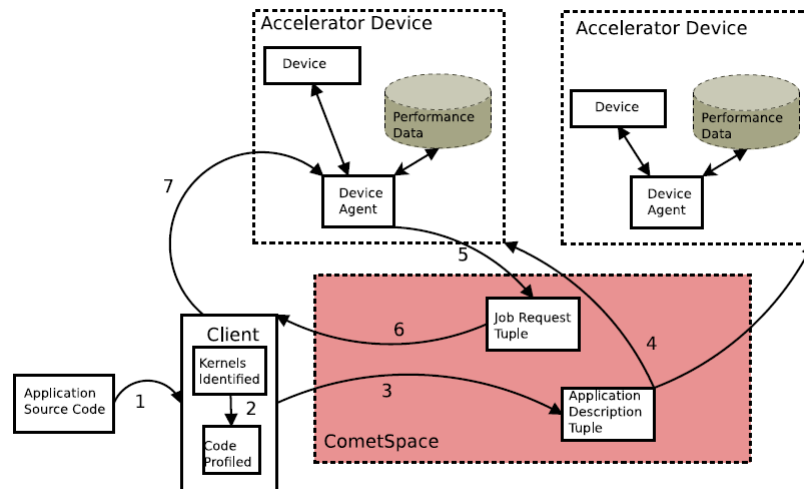 Accelerator Device
Device
Performance
Data
Device
Agent
Accelerator Device
Device
Performance
Data
Device
Agent
7
5
Job Request
Tuple
6
4
Client
Kernels
Identified
2
Code
Profiled
Application
Source Code
1
3
Application
Description
Tuple
CometSpace